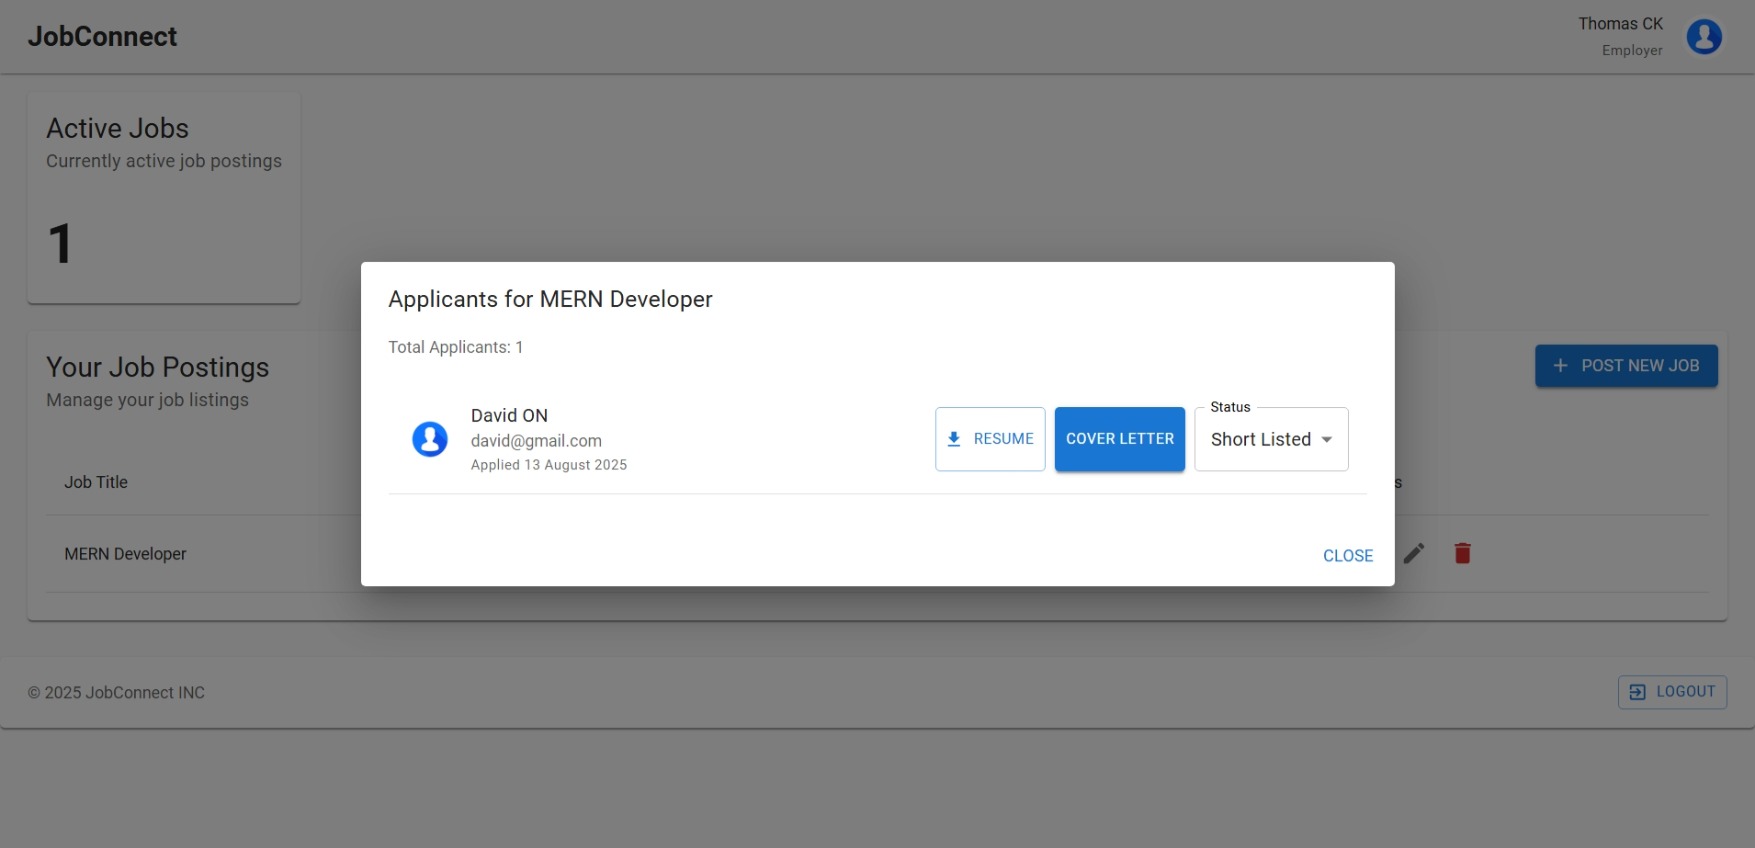 JobConnect
Thomas CK
Employer
Active Jobs
Currently active job postings
1
Your Job Postings
Manage your job listings
POST NEW JOB
Job Title
MERN Developer
Applicants for MERN Developer
Total Applicants: 1
David ON
david@gmail.com
Applied 13 August 2025
RESUME
COVER LETTER
Status
Short Listed
CLOSE
© 2025 JobConnect INC
LOGOUT